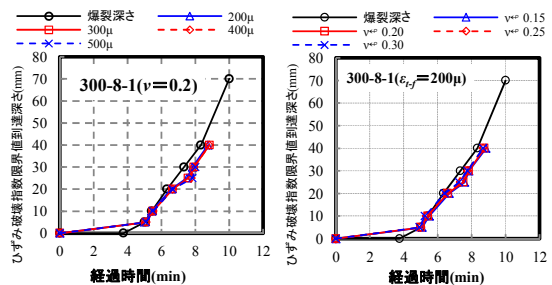 爆裂深さ
200μ
300μ
400μ
500μ
ひずみ破壊指数限界値到達深さ(mm)
80
70
60
50
40
30
20
10
0
300-8-1(ν=0.2)
0 2 4 6 8 10 12
経過時間(min)
爆裂深さ
ν 0.15
ν 0.20
ν 0.25
ν 0.30
ひずみ破壊指数限界値到達深さ(mm)
80
70
60
50
40
30
20
10
0
300-8-1(εt-f=200μ)
0 2 4 6 8 10 12
経過時間(min)